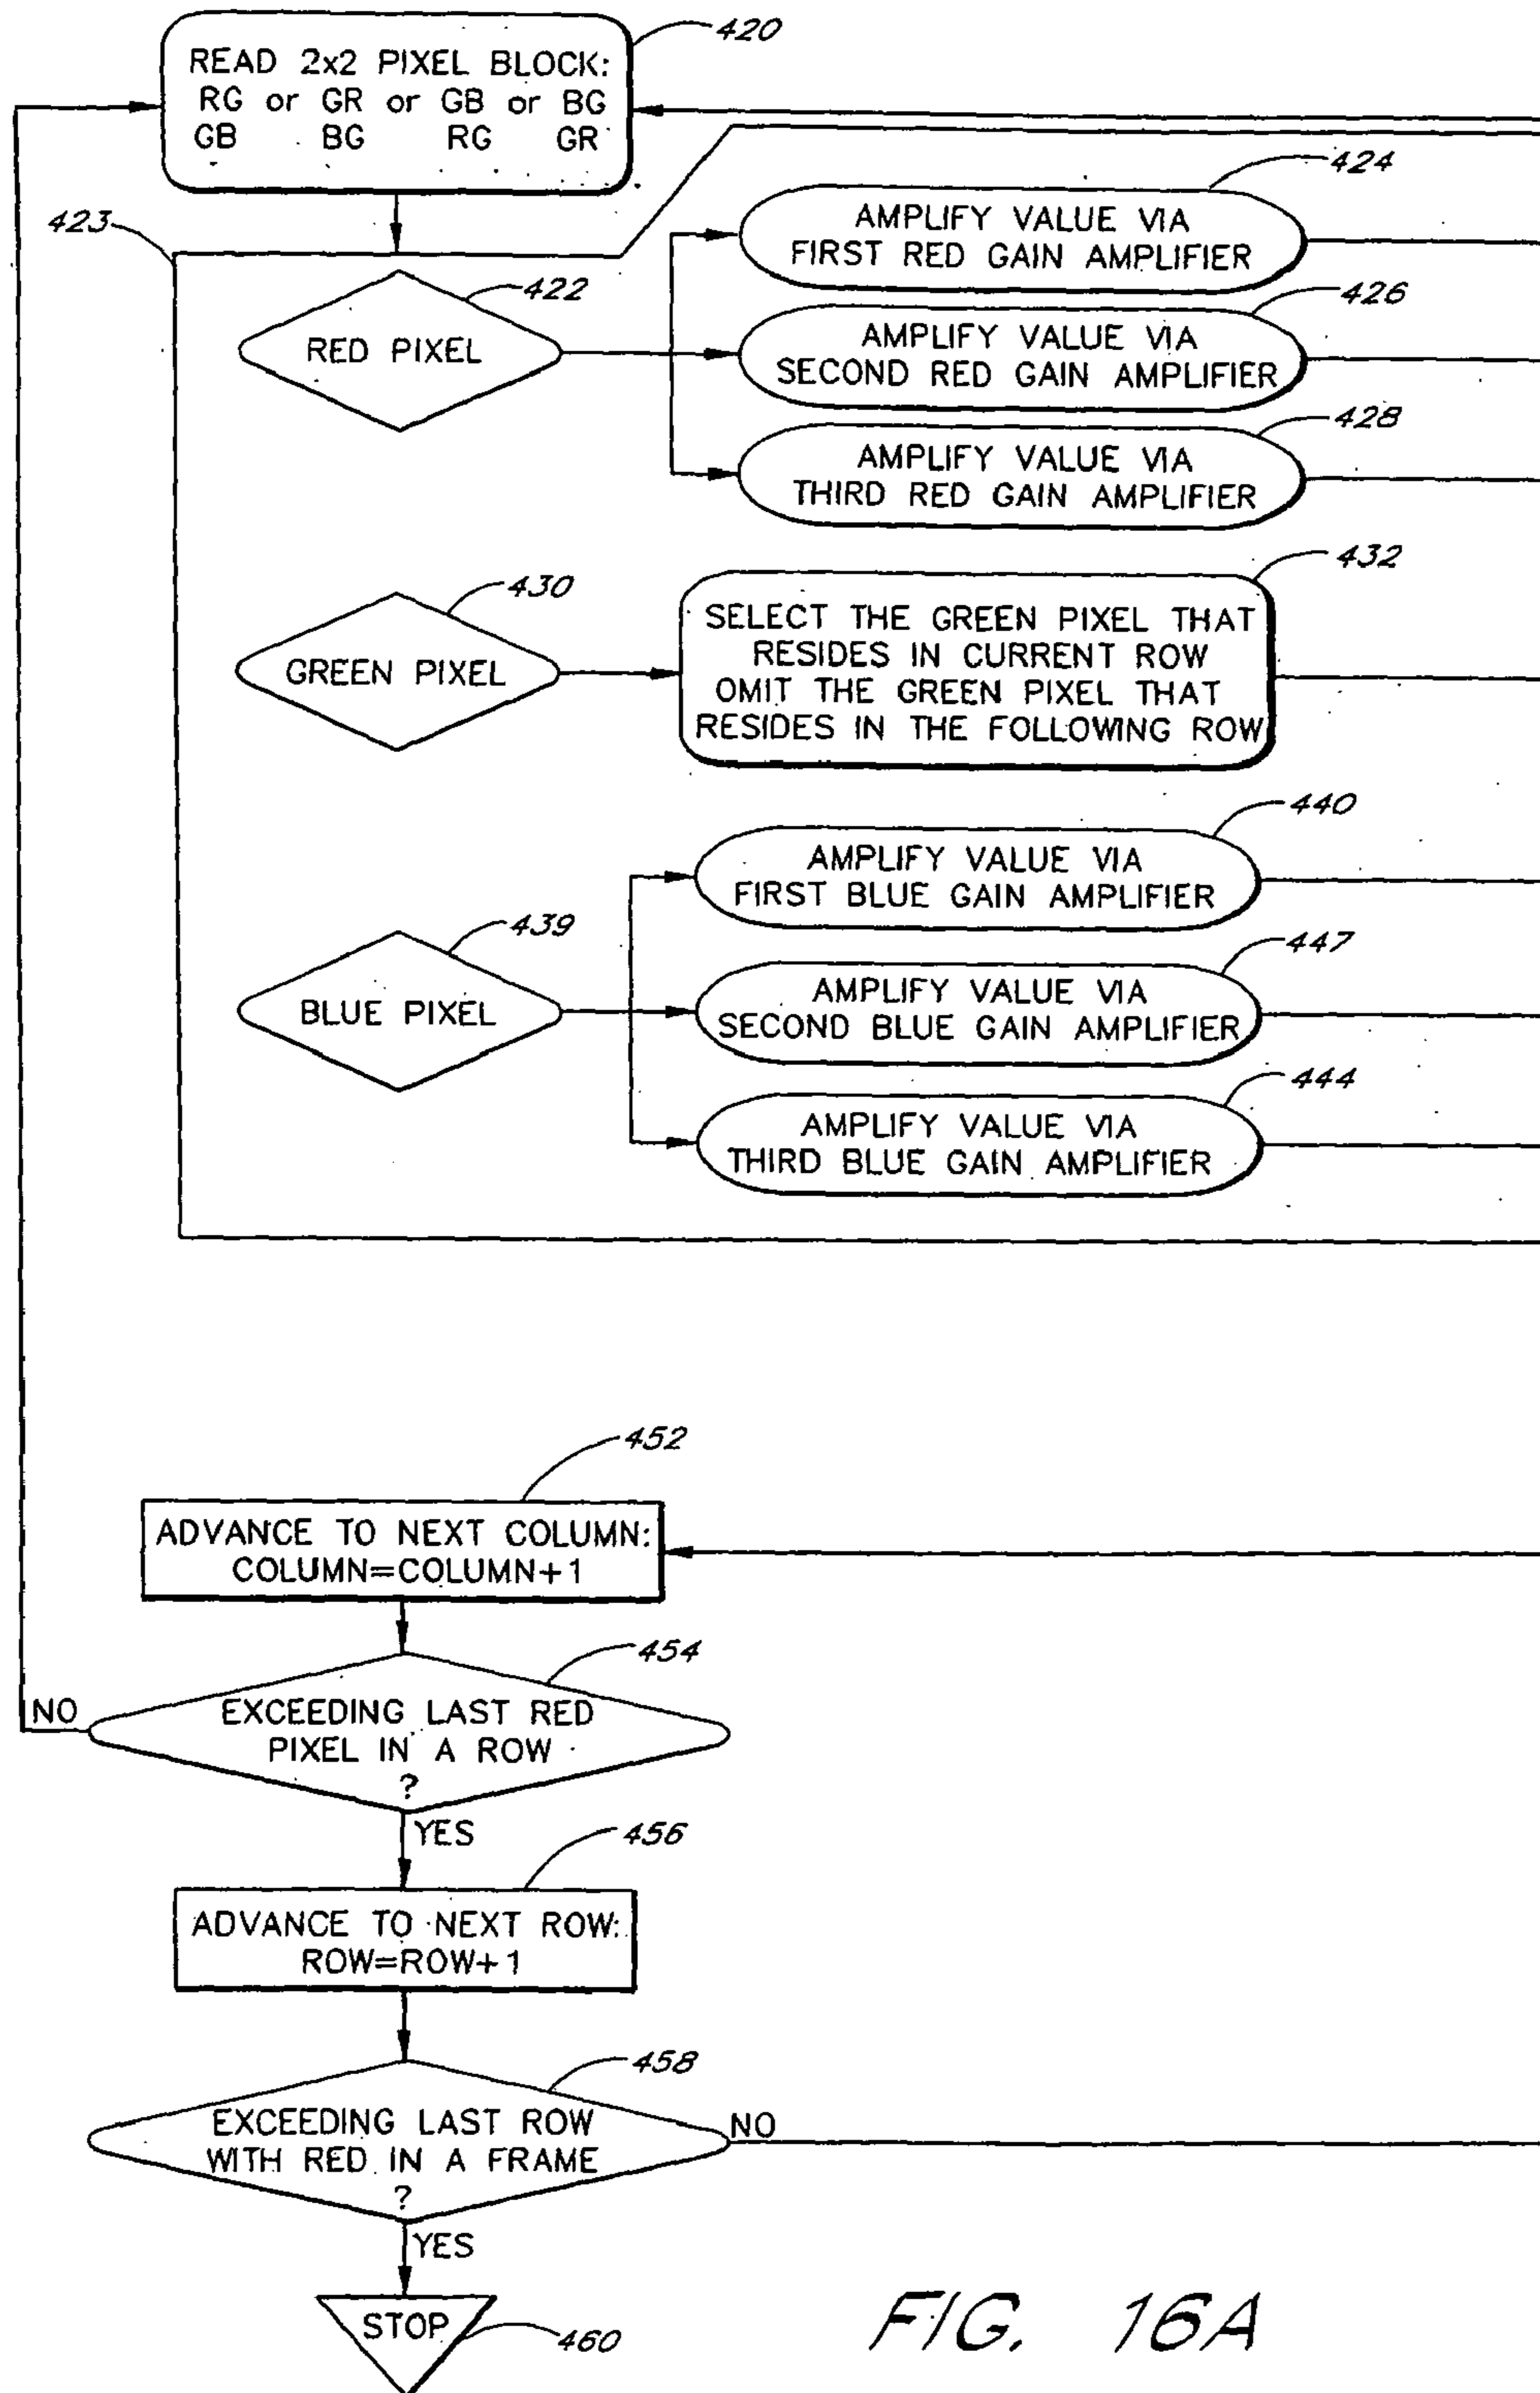 420
READ 2x2 PIXEL BLOCK:
RG or GR or GB or BG
GB BG RG GR
423
424
AMPLIFY VALUE VIA
FIRST RED GAIN AMPLIFIER
422
RED PIXEL
426
AMPLIFY VALUE VIA
SECOND RED GAIN AMPLIFIER
428
AMPLIFY VALUE VIA
THIRD RED GAIN AMPLIFIER
430
GREEN PIXEL
432
SELECT THE GREEN PIXEL THAT
RESIDES IN CURRENT ROW
OMIT THE GREEN PIXEL THAT
RESIDES IN THE FOLLOWING ROW
440
AMPLIFY VALUE VIA
FIRST BLUE GAIN AMPLIFIER
439
BLUE PIXEL
447
AMPLIFY VALUE VIA
SECOND BLUE GAIN AMPLIFIER
444
AMPLIFY VALUE VIA
THIRD BLUE GAIN AMPLIFIER
452
ADVANCE TO NEXT COLUMN:
COLUMN=COLUMN+1
454
EXCEEDING LAST RED
PIXEL IN A ROW
?
NO
YES
456
ADVANCE TO NEXT ROW:
ROW=ROW+1
458
EXCEEDING LAST ROW
WITH RED IN A FRAME
?
NO
YES
STOP
460
FIG. 16A